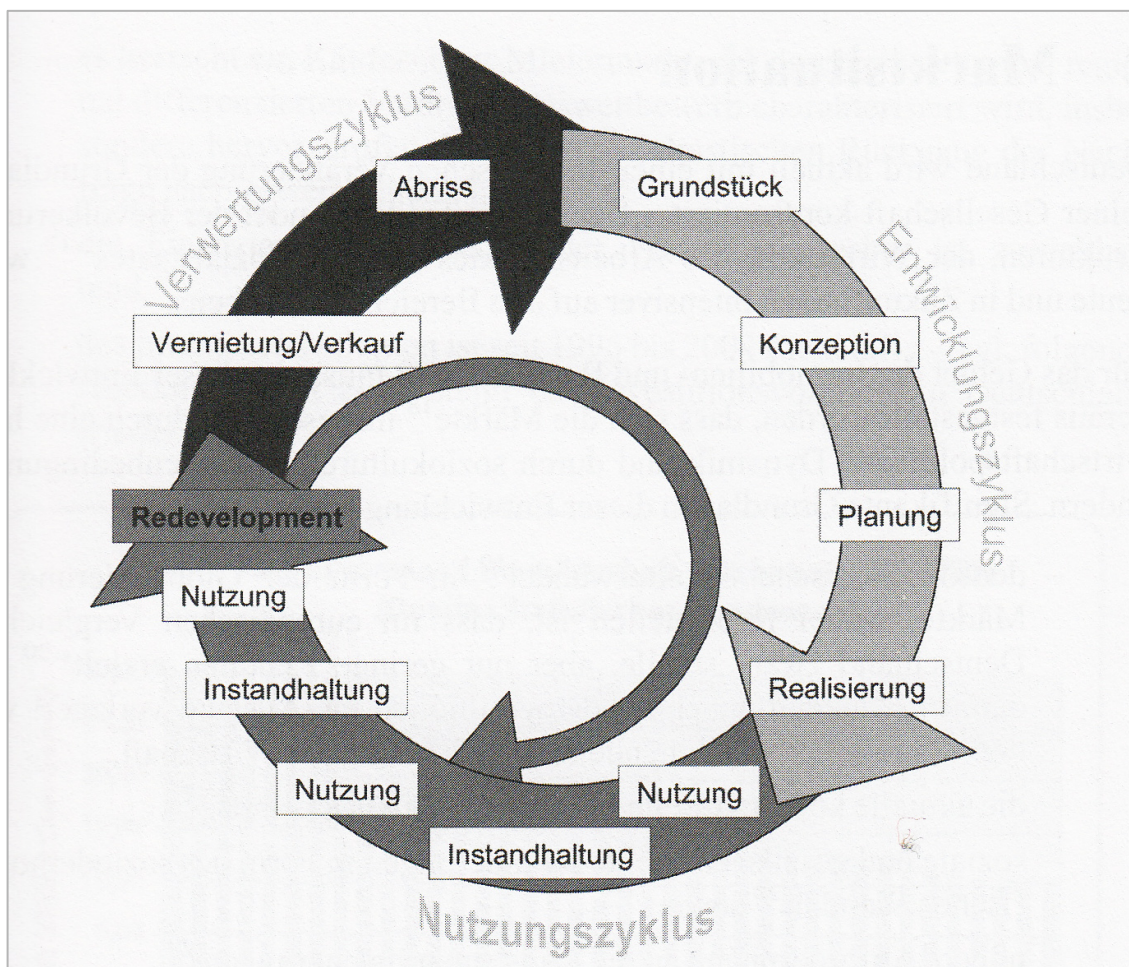 Verwertungszyklus
Abriss
Grundstück
Entwicklungszyklus
Vermietung/Verkauf
Konzeption
Redevelopment
Planung
Nutzung
Instandhaltung
Realisierung
Nutzung
Nutzung
Instandhaltung
Nutzungszyklus